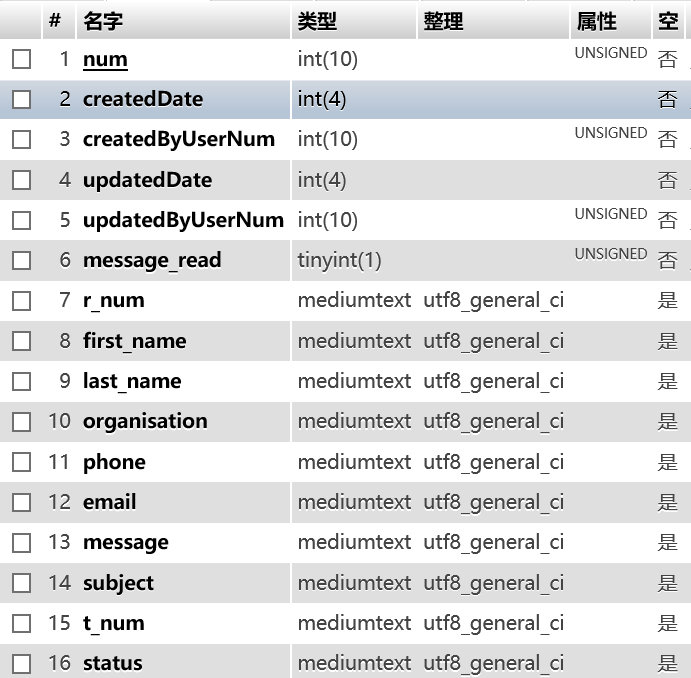 # 名字 类型 整理 属性 空
1 num int(10) UNSIGNED 否
2 createdDate int(4) 否
3 createdByUserNum int(10) UNSIGNED 否
4 updatedDate int(4) 否
5 updatedByUserNum int(10) UNSIGNED 否
6 message_read tinyint(1) UNSIGNED 否
7 r_num mediumtext utf8_general_ci 是
8 first_name mediumtext utf8_general_ci 是
9 last_name mediumtext utf8_general_ci 是
10 organisation mediumtext utf8_general_ci 是
11 phone mediumtext utf8_general_ci 是
12 email mediumtext utf8_general_ci 是
13 message mediumtext utf8_general_ci 是
14 subject mediumtext utf8_general_ci 是
15 t_num mediumtext utf8_general_ci 是
16 status mediumtext utf8_general_ci 是